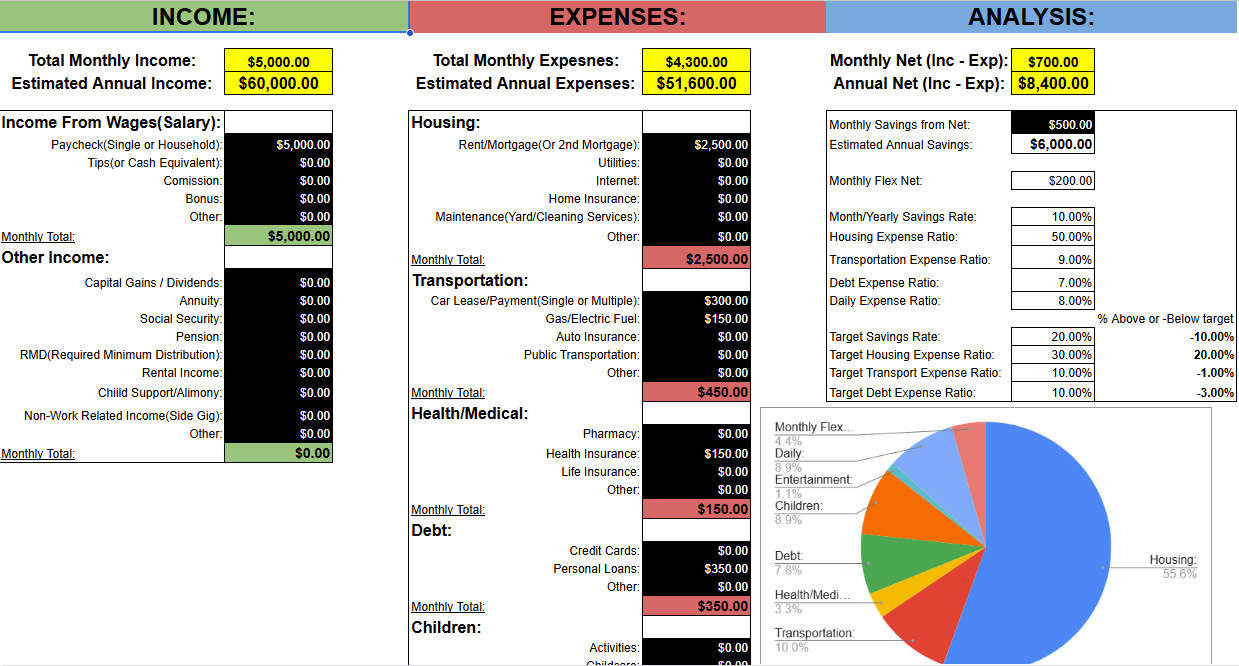 INCOME:
Total Monthly Income: $5,000.00
Estimated Annual Income: $60,000.00
Income From Wages(Salary):
Paycheck(Single or Household): $5,000.00
Tips(or Cash Equivalent): $0.00
Comission: $0.00
Bonus: $0.00
Other: $0.00
Monthly Total: $5,000.00
Other Income:
Capital Gains / Dividends: $0.00
Annuity: $0.00
Social Security: $0.00
Pension: $0.00
RMD(Required Minimum Distribution): $0.00
Rental Income: $0.00
Chiild Support/Alimony: $0.00
Non-Work Related Income(Side Gig): $0.00
Other: $0.00
Monthly Total: $0.00
EXPENSES:
Total Monthly Expesnes: $4,300.00
Estimated Annual Expenses: $51,600.00
Housing:
Rent/Mortgage(Or 2nd Mortgage): $2,500.00
Utilities: $0.00
Internet: $0.00
Home Insurance: $0.00
Maintenance(Yard/Cleaning Services): $0.00
Other: $0.00
Monthly Total: $2,500.00
Transportation:
Car Lease/Payment(Single or Multiple): $300.00
Gas/Electric Fuel: $150.00
Auto Insurance: $0.00
Public Transportation: $0.00
Other: $0.00
Monthly Total: $450.00
Health/Medical:
Pharmacy: $0.00
Health Insurance: $150.00
Life Insurance: $0.00
Other: $0.00
Monthly Total: $150.00
Debt:
Credit Cards: $0.00
Personal Loans: $350.00
Other: $0.00
Monthly Total: $350.00
Children:
Activities: $0.00
Childcare: $0.00
ANALYSIS:
Monthly Net (Inc - Exp): $700.00
Annual Net (Inc - Exp): $8,400.00
Monthly Savings from Net: $500.00
Estimated Annual Savings: $6,000.00
Monthly Flex Net: $200.00
Month/Yearly Savings Rate: 10.00%
Housing Expense Ratio: 50.00%
Transportation Expense Ratio: 9.00%
Debt Expense Ratio: 7.00%
Daily Expense Ratio: 8.00%
% Above or -Below target
Target Savings Rate: 20.00% -10.00%
Target Housing Expense Ratio: 30.00% 20.00%
Target Transport Expense Ratio: 10.00% -1.00%
Target Debt Expense Ratio: 10.00% -3.00%
Monthly Flex...
4.4%
Daily:
8.9%
Entertainment:
1.1%
Children:
8.9%
Debt:
7.8%
Health/Medi...
3.3%
Transportation:
10.0%
Housing:
55.6%